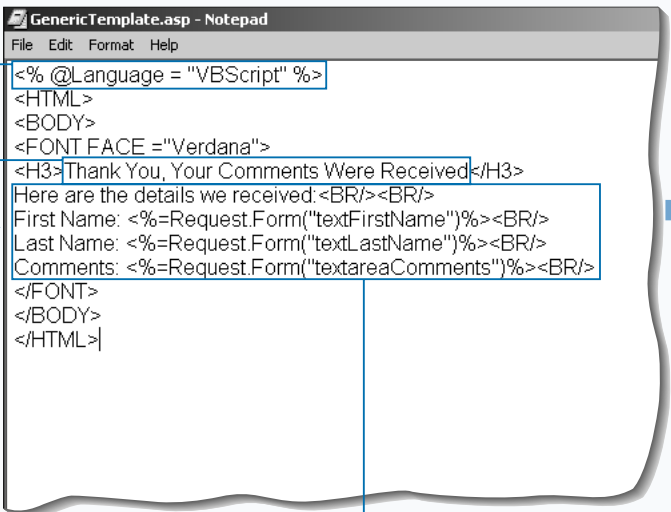 GenericTemplate.asp - Notepad
File Edit Format Help
<% @Language = "VBScript" %>
<HTML>
<BODY>
<FONT FACE ="Verdana">
<H3>Thank You, Your Comments Were Received</H3>
Here are the details we received:<BR/><BR/>
First Name: <%=Request.Form("textFirstName")%><BR/>
Last Name: <%=Request.Form("textLastName")%><BR/>
Comments: <%=Request.Form("textareaComments")%><BR/>
</FONT>
</BODY>
</HTML>